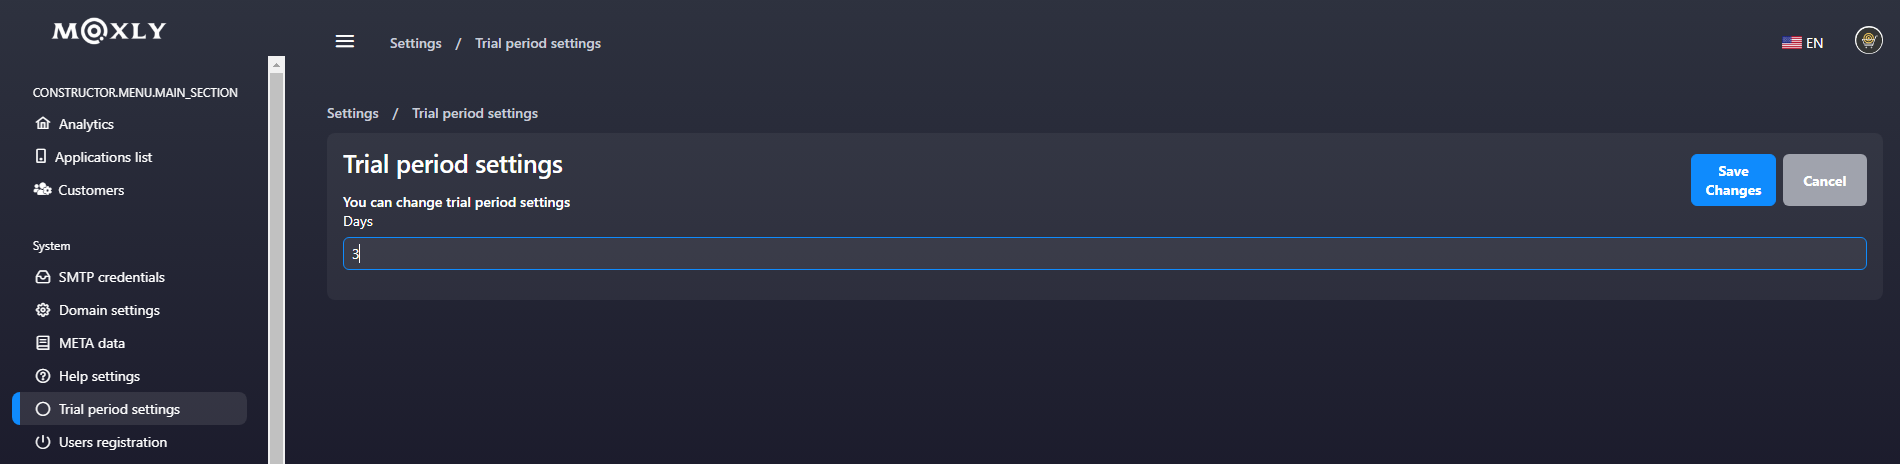 MOXLY
CONSTRUCTOR.MENU.MAIN_SECTION
Analytics
Applications list
Customers
System
SMTP credentials
Domain settings
META data
Help settings
Trial period settings
Users registration
Settings / Trial period settings
EN
Settings / Trial period settings
Trial period settings
You can change trial period settings
Days
3
Save
Changes
Cancel